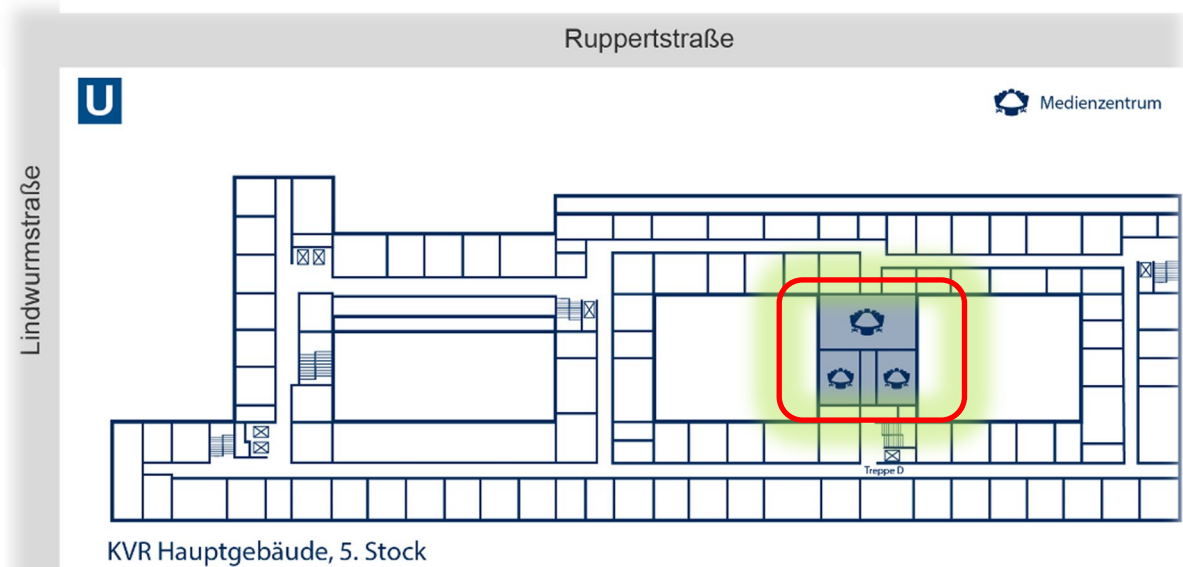 Ruppertstraße
U
Medienzentrum
Lindwurmstraße
Treppe D
KVR Hauptgebäude, 5. Stock